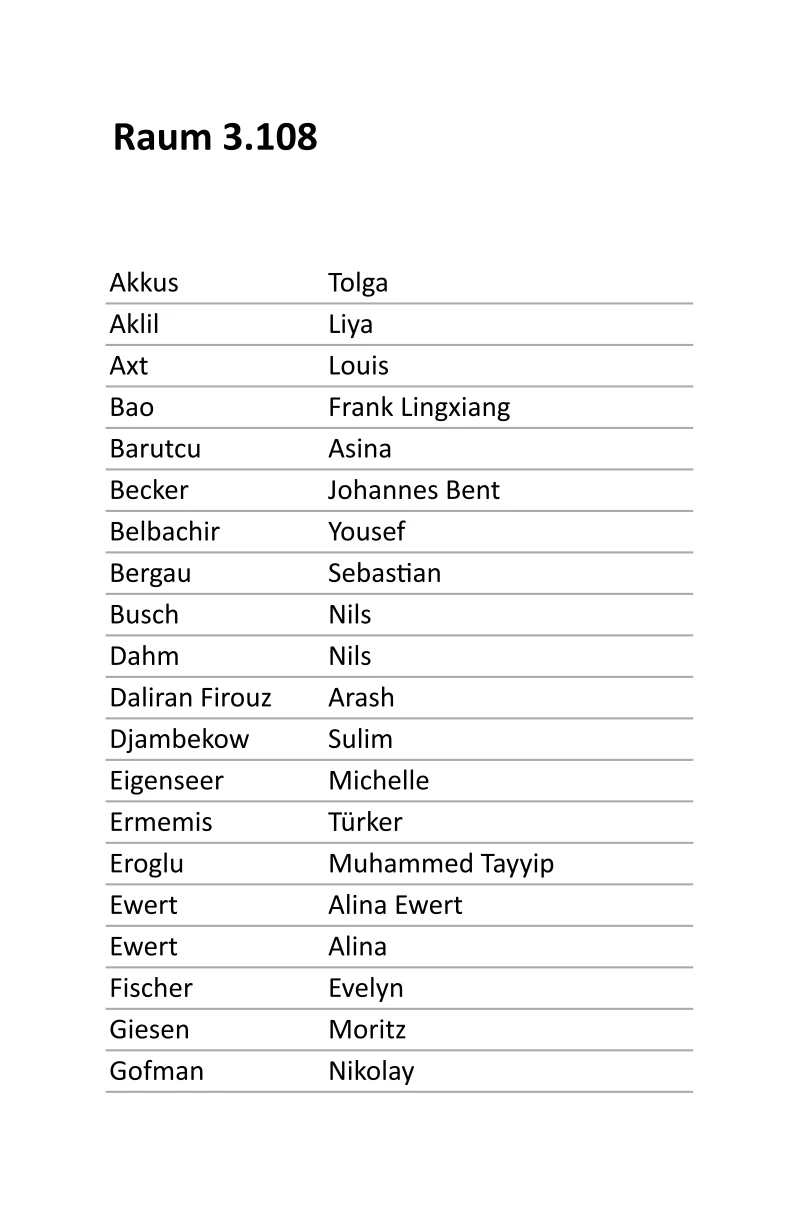 Raum 3.108
Akkus Tolga
Aklil Liya
Axt Louis
Bao Frank Lingxiang
Barutcu Asina
Becker Johannes Bent
Belbachir Yousef
Bergau Sebastian
Busch Nils
Dahm Nils
Daliran Firouz Arash
Djambekow Sulim
Eigenseer Michelle
Ermemis Türker
Eroglu Muhammed Tayyip
Ewert Alina Ewert
Ewert Alina
Fischer Evelyn
Giesen Moritz
Gofman Nikolay